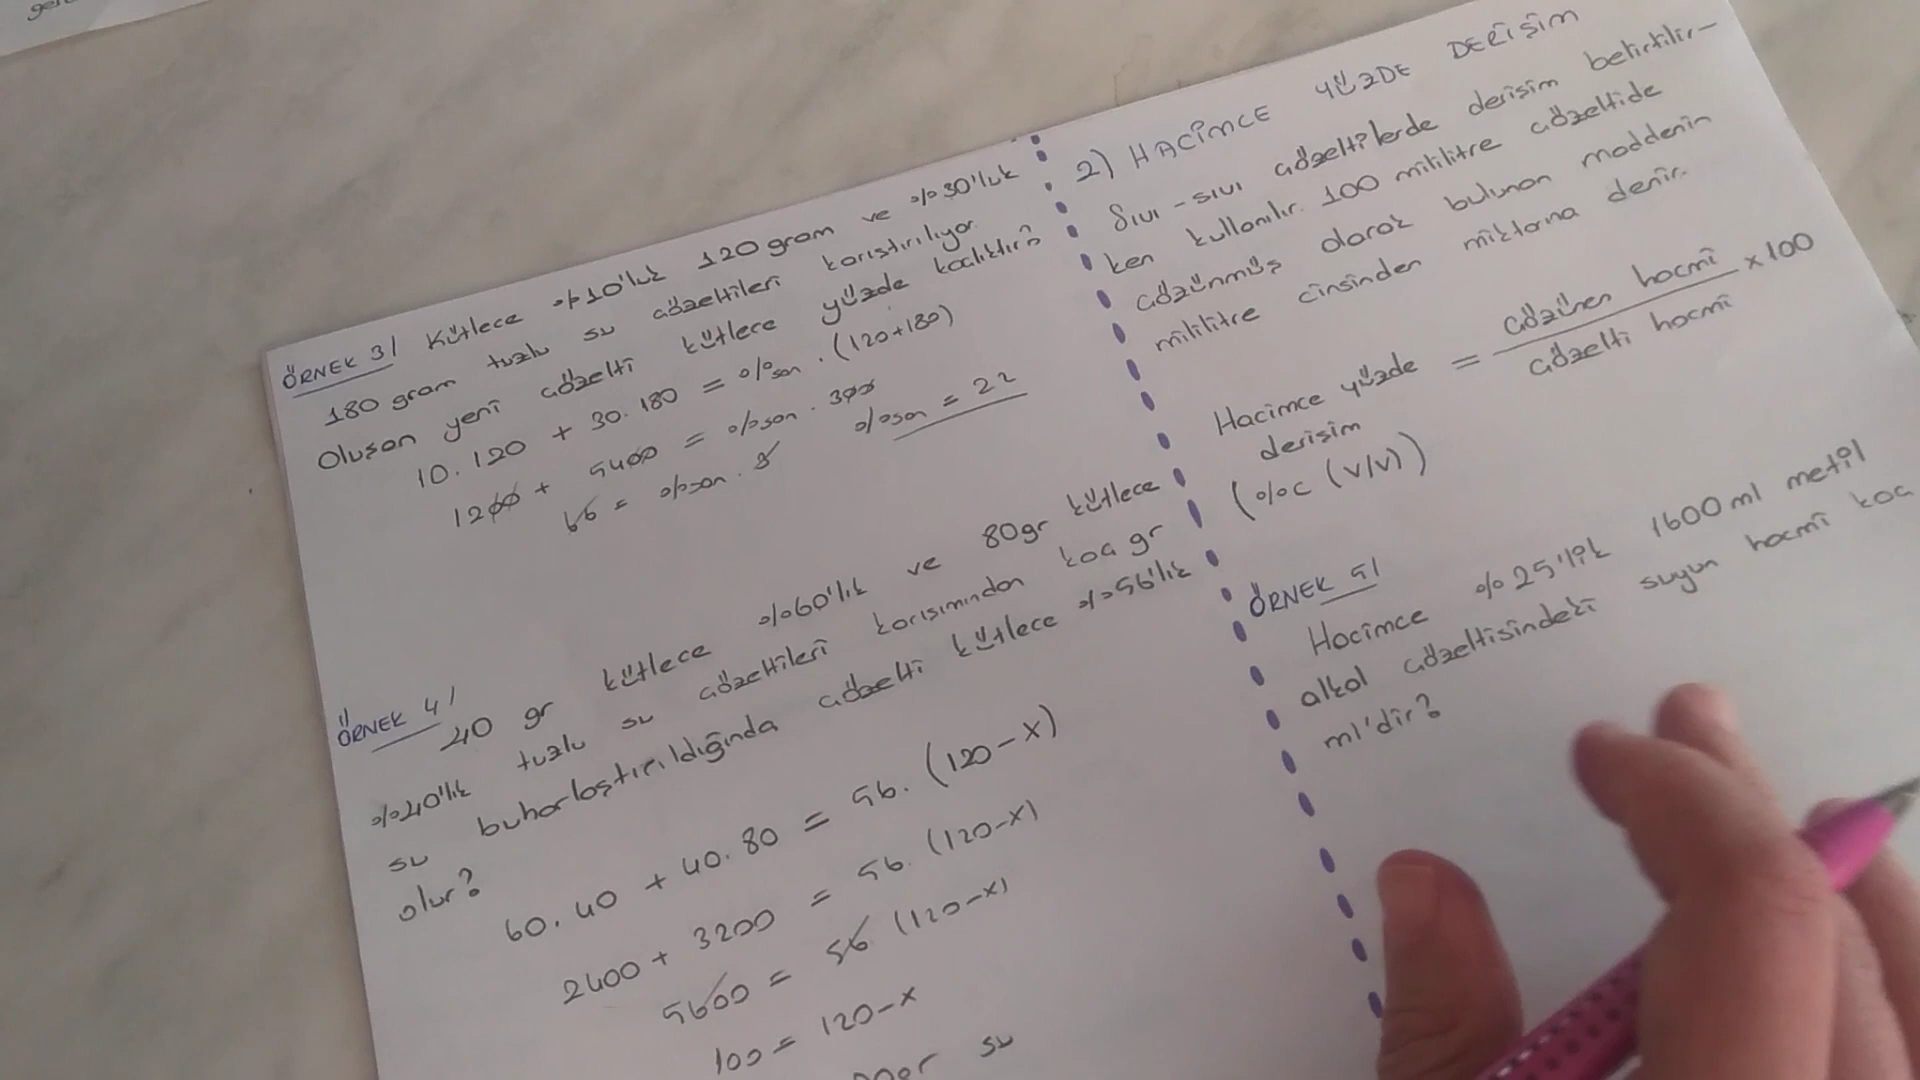 ÖRNEK 3/ Kütlece %10'luk 120 gram ve %30'luk
180 gram tuzlu su çözeltileri karıştırılıyor.
Oluşan yeni çözelti kütlece yüzde kaçlıktır?
10.120 + 30.180 = %son . (120+180)
1200 + 5400 = %son . 300
66 = %son . 3
%son = 22
ÖRNEK 4/
40 gr kütlece %60'lık ve 80gr kütlece
%40'lık tuzlu su çözeltileri karışımından kaç gr
su buharlaştırıldığında çözelti kütlece %56'lık
olur?
60.40 + 40.80 = 56.(120-x)
2400 + 3200 = 56.(120-x)
5600 = 56 (120-x)
100 = 120-x
su
2) HACİMCE YÜZDE DERİŞİM
Sıvı-sıvı çözeltilerde derişim belirtilir-
ken kullanılır. 100 mililitre çözeltide
çözünmüş olarak bulunan maddenin
mililitre cinsinden miktarına denir.
Hacimce yüzde derişim = çözünen hacmi / çözelti hacmi x 100
(%c (v/v))
ÖRNEK 5/
Hacimce %25'lik 1600 ml metil
alkol çözeltisindeki suyun hacmi kaç
ml'dir?